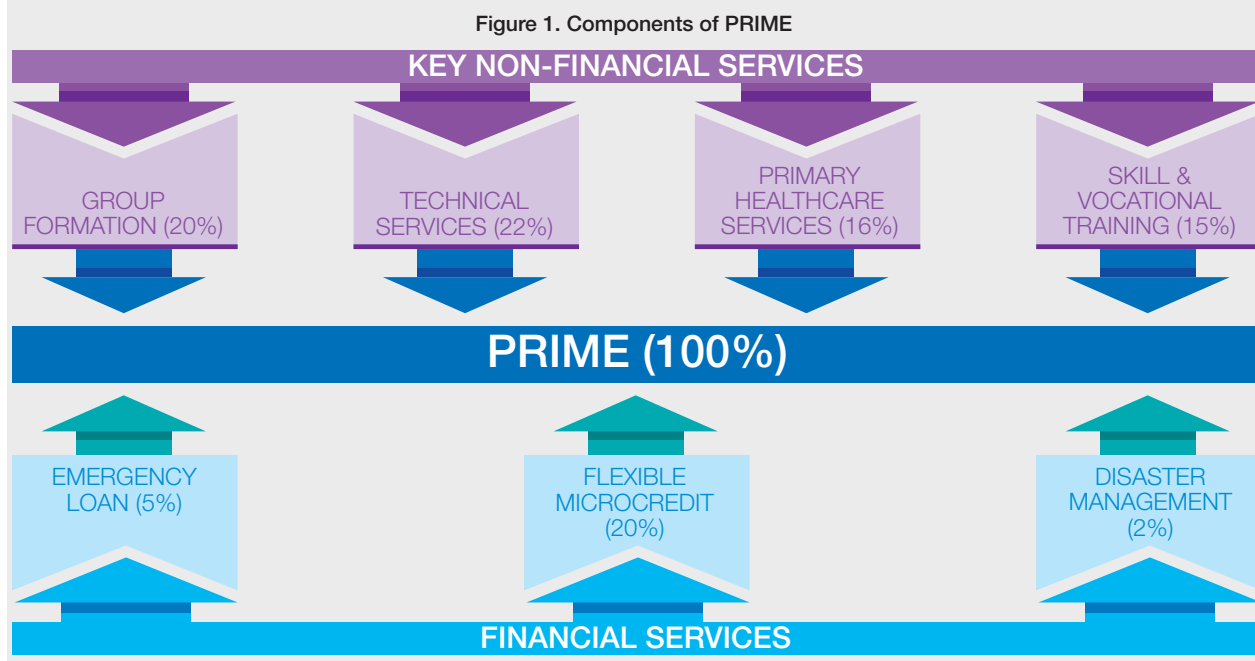 Figure 1. Components of PRIME
KEY NON-FINANCIAL SERVICES
GROUP
FORMATION (20%)
TECHNICAL
SERVICES (22%)
PRIMARY
HEALTHCARE
SERVICES (16%)
SKILL &
VOCATIONAL
TRAINING (15%)
PRIME (100%)
EMERGENCY
LOAN (5%)
FLEXIBLE
MICROCREDIT
(20%)
DISASTER
MANAGEMENT
(2%)
FINANCIAL SERVICES